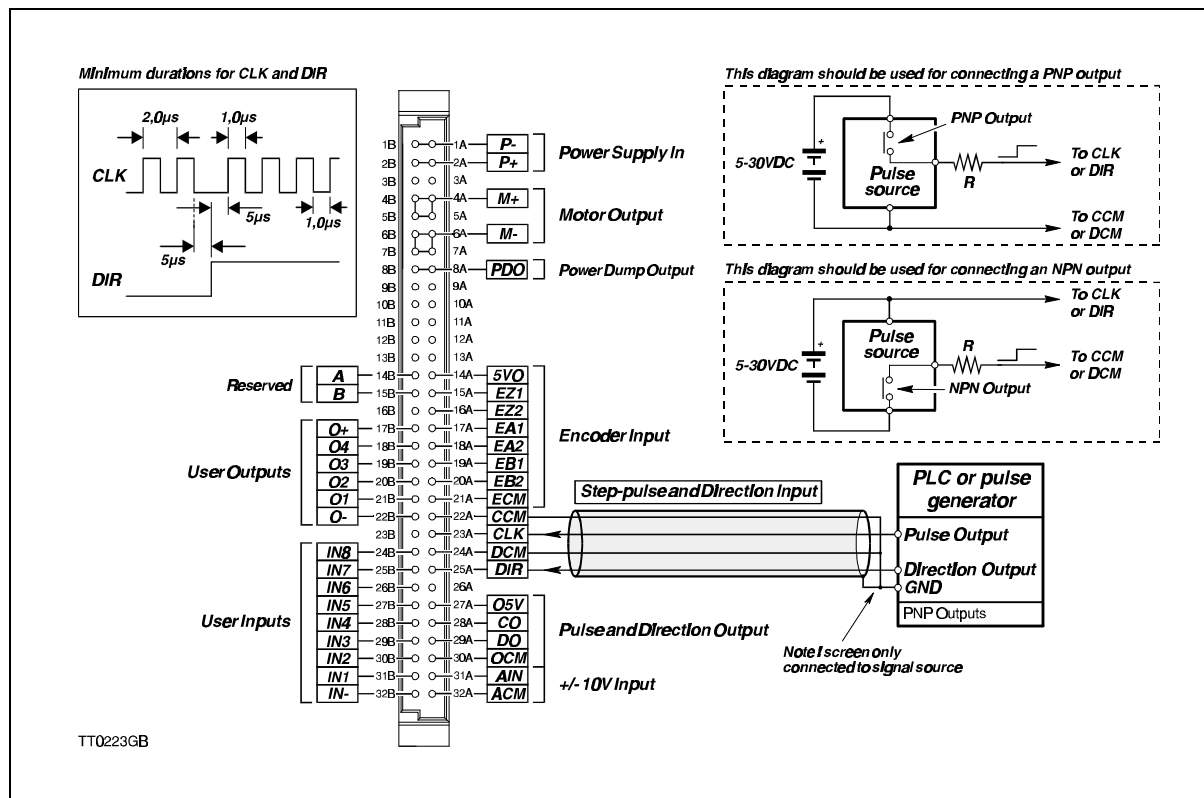 Minimum durations for CLK and DIR
2,0µs
1,0µs
CLK
5µs
1,0µs
5µs
DIR
1B 1A P-
2B 2A P+
Power Supply In
3B 3A
4B 4A M+
5B 5A
Motor Output
6B 6A M-
7B 7A
8B 8A PDO Power Dump Output
9B 9A
10B 10A
11B 11A
12B 12A
13B 13A
Reserved
A 14B 14A 5VO
B 15B 15A EZ1
16B 16A EZ2
O+ 17B 17A EA1
Encoder Input
O4 18B 18A EA2
O3 19B 19A EB1
User Outputs
O2 20B 20A EB2
O1 21B 21A ECM
O- 22B 22A CCM
23B 23A CLK
IN8 24B 24A DCM
IN7 25B 25A DIR
IN6 26B 26A
IN5 27B 27A O5V
User Inputs
IN4 28B 28A CO
IN3 29B 29A DO
Pulse and Direction Output
IN2 30B 30A OCM
IN1 31B 31A AIN
IN- 32B 32A ACM
+/- 10V Input
This diagram should be used for connecting a PNP output
+
PNP Output
5-30VDC
Pulse
source
R
To CLK
or DIR
To CCM
or DCM
This diagram should be used for connecting an NPN output
To CLK
or DIR
+
Pulse
source
R
5-30VDC
To CCM
or DCM
NPN Output
Step-pulse and Direction Input
PLC or pulse
generator
Pulse Output
Direction Output
GND
PNP Outputs
Note ! screen only
connected to signal source
TT0223GB